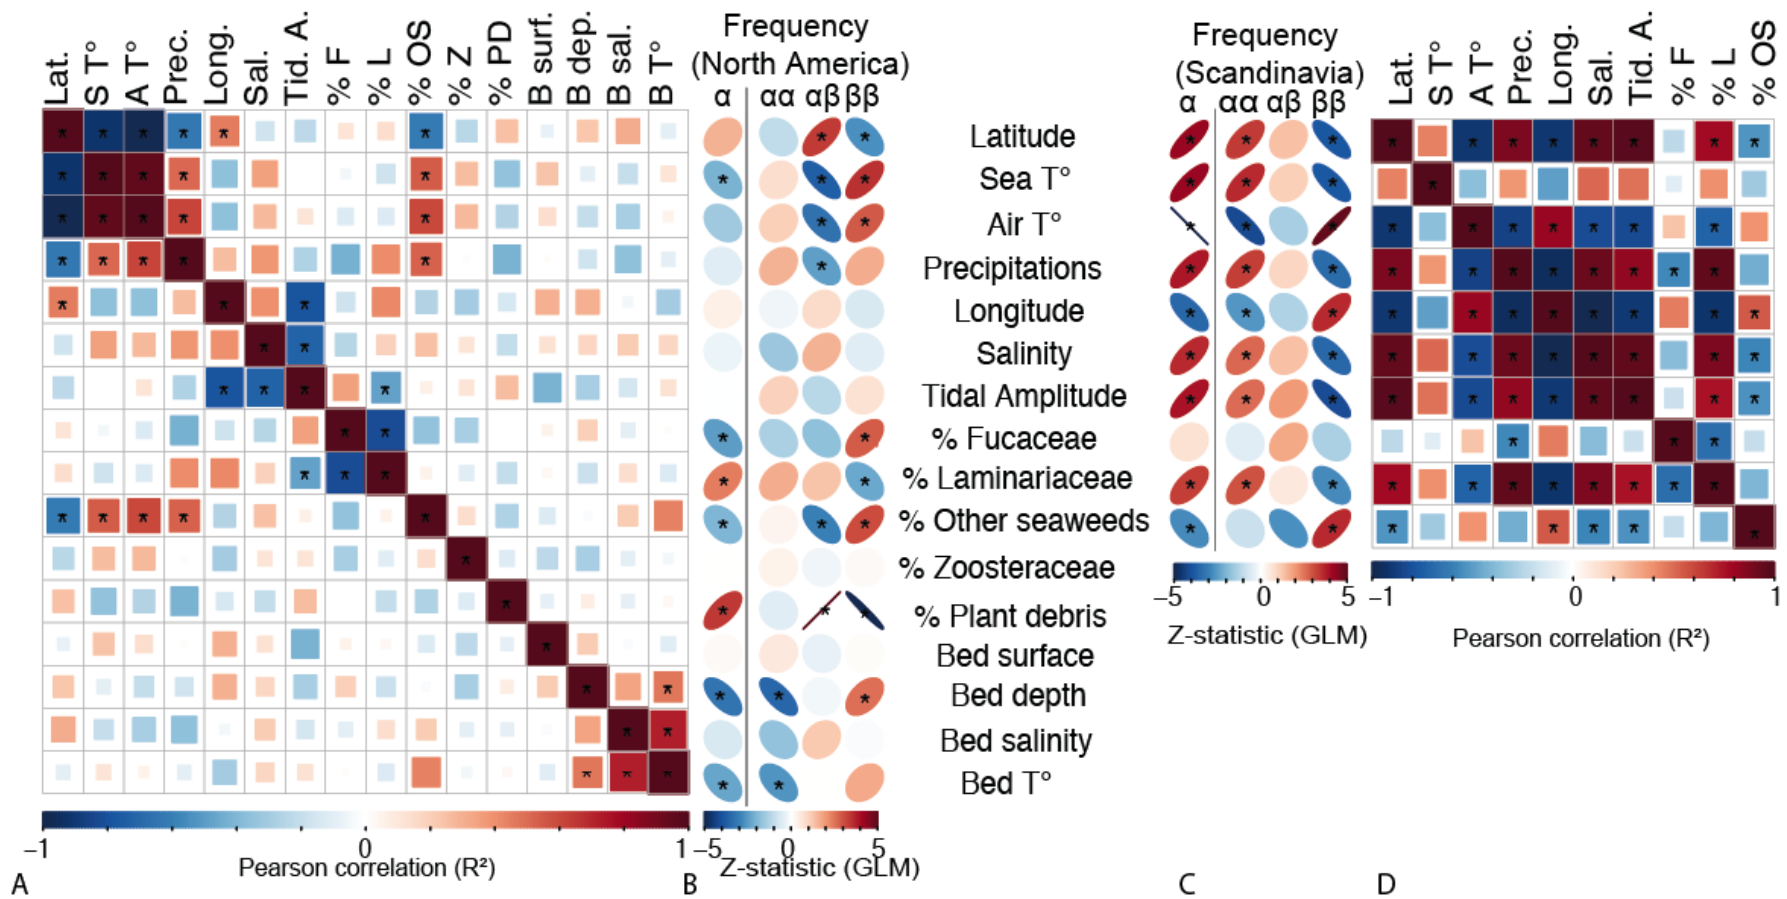 Lat.
S T°
A T°
Prec.
Long.
Sal.
Tid. A.
% F
% L
% OS
% Z
% PD
B surf.
B dep.
B sal.
B T°
Frequency
(North America)
α αα αβ ββ
Frequency
(Scandinavia)
α αα αβ ββ
Lat.
S T°
A T°
Prec.
Long.
Sal.
Tid. A.
% F
% L
% OS
Latitude
Sea T°
Air T°
Precipitations
Longitude
Salinity
Tidal Amplitude
% Fucaceae
% Laminariaceae
% Other seaweeds
% Zoosteraceae
% Plant debris
Bed surface
Bed depth
Bed salinity
Bed T°
−1 0 1
Pearson correlation (R²)
−5 0 5
Z-statistic (GLM)
−5 0 5
Z-statistic (GLM)
−1 0 1
Pearson correlation (R²)
A B C D